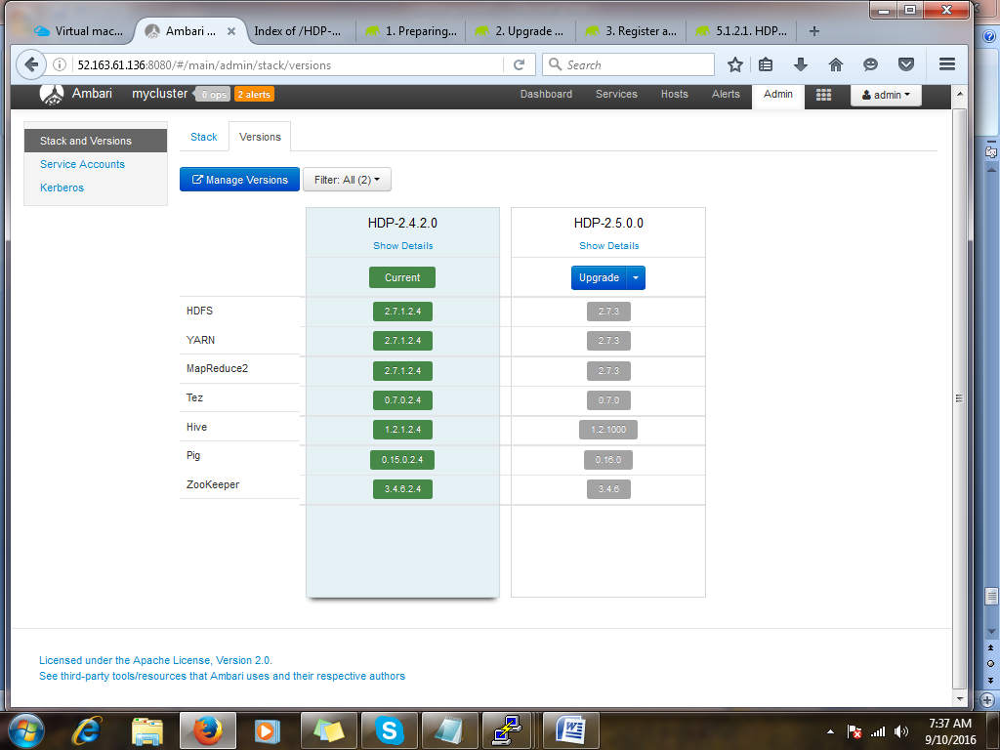 Virtual mac...
Ambari ...
Index of /HDP-...
1. Preparing...
2. Upgrade ...
3. Register a...
5.1.2.1. HDP...
52.163.61.136:8080/#/main/admin/stack/versions
Search
Ambari
mycluster
0 ops
2 alerts
Dashboard
Services
Hosts
Alerts
Admin
admin
Stack and Versions
Service Accounts
Kerberos
Stack
Versions
Manage Versions
Filter: All (2)
HDP-2.4.2.0
HDP-2.5.0.0
Show Details
Show Details
Current
Upgrade
HDFS 2.7.1.2.4 2.7.3
YARN 2.7.1.2.4 2.7.3
MapReduce2 2.7.1.2.4 2.7.3
Tez 0.7.0.2.4 0.7.0
Hive 1.2.1.2.4 1.2.1000
Pig 0.15.0.2.4 0.16.0
ZooKeeper 3.4.6.2.4 3.4.6
Licensed under the Apache License, Version 2.0.
See third-party tools/resources that Ambari uses and their respective authors
7:37 AM
9/10/2016